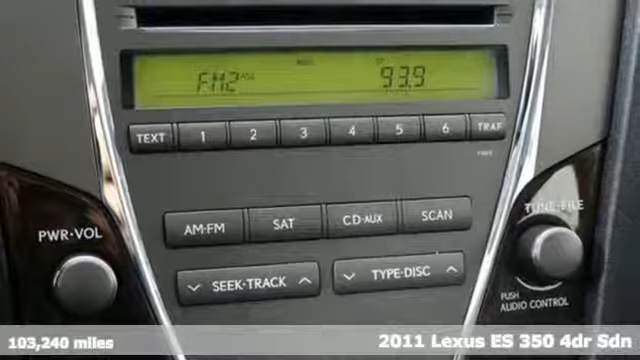 FM2 93.9
TEXT 1 2 3 4 5 6 TRAF
AM·FM SAT CD·AUX SCAN
TUNE·FILE
PWR·VOL
SEEK·TRACK TYPE·DISC
PUSH
AUDIO CONTROL
103,240 miles 2011 Lexus ES 350 4dr Sdn